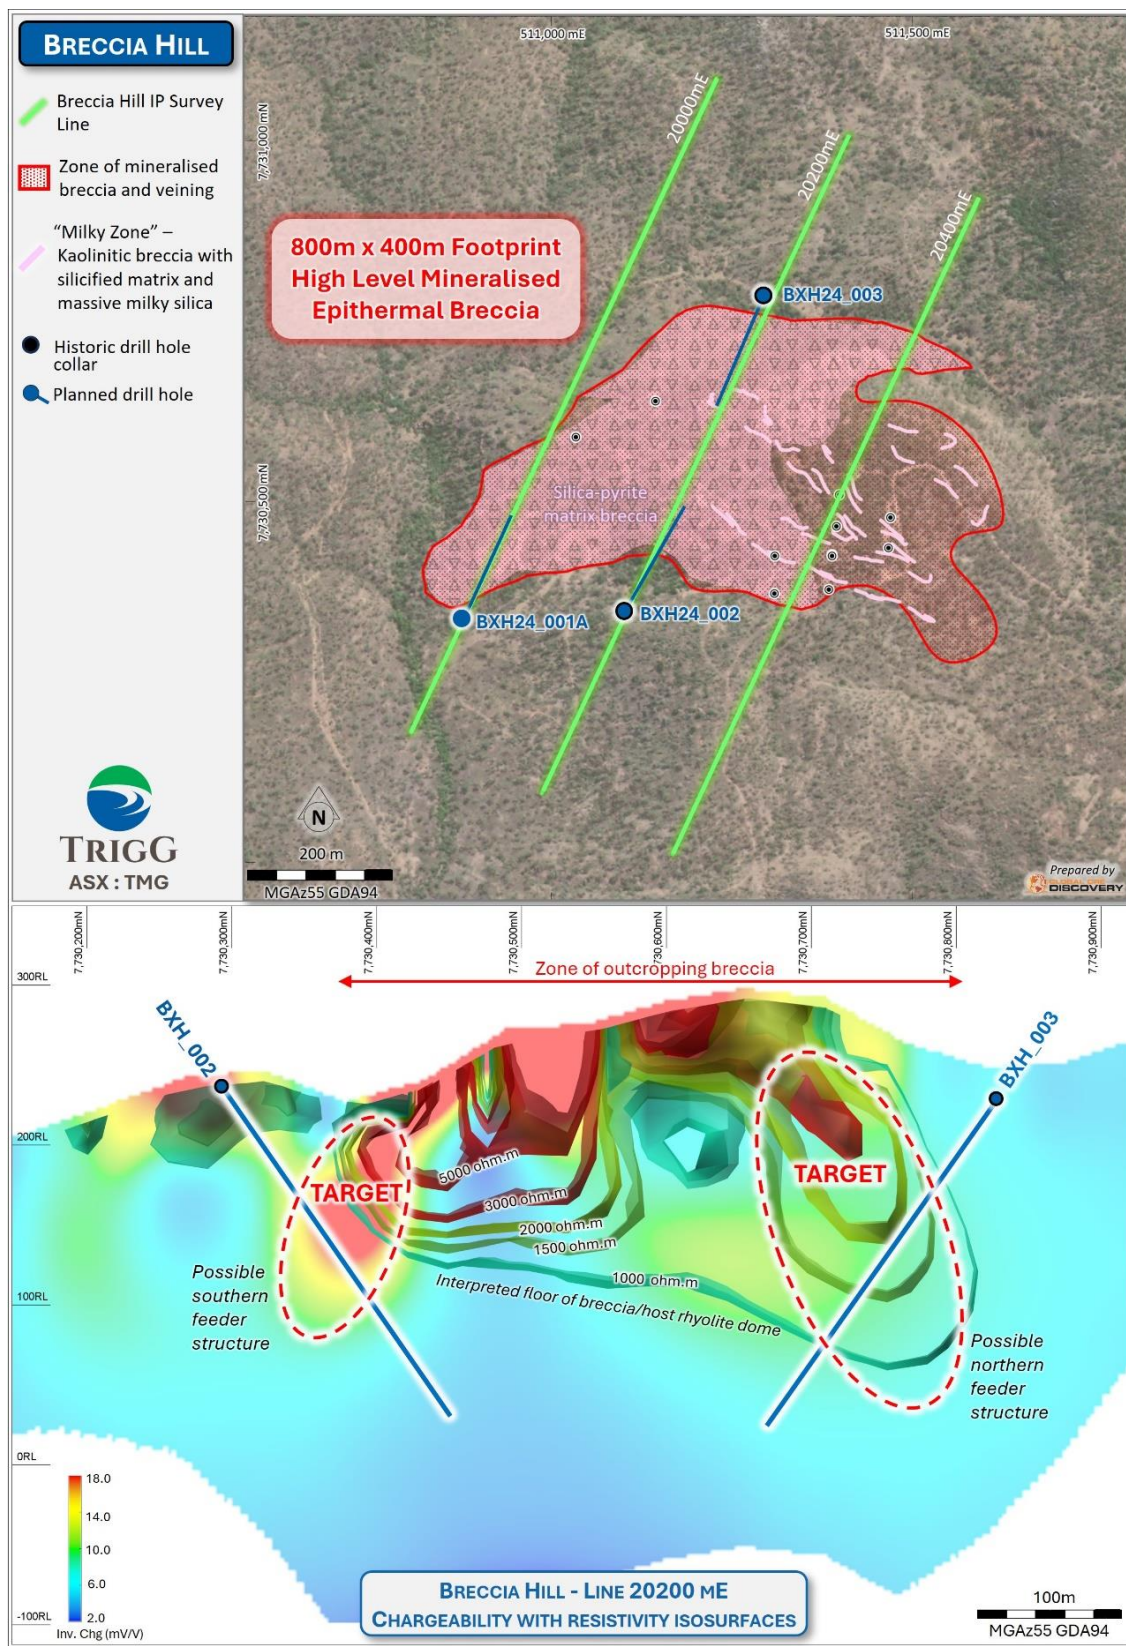 BRECCIA HILL
Breccia Hill IP Survey
Line
Zone of mineralised
breccia and veining
“Milky Zone” –
Kaolinitic breccia with
silicified matrix and
massive milky silica
Historic drill hole
collar
Planned drill hole
TRIGG
ASX : TMG
511,000 mE
511,500 mE
7,731,000 mN
7,730,500 mN
20000mE
20200mE
20400mE
800m x 400m Footprint
High Level Mineralised
Epithermal Breccia
BXH24_003
Silica-pyrite
matrix breccia
BXH24_001A
BXH24_002
N
200 m
MGAz55 GDA94
Prepared by
GLOBAL ORE
DISCOVERY
7,730,200mN
7,730,300mN
7,730,400mN
7,730,500mN
7,730,600mN
7,730,700mN
7,730,800mN
7,730,900mN
Zone of outcropping breccia
300RL
200RL
100RL
0RL
-100RL
BXH_002
BXH_003
TARGET
TARGET
5000 ohm.m
3000 ohm.m
2000 ohm.m
1500 ohm.m
1000 ohm.m
Interpreted floor of breccia/host rhyolite dome
Possible
southern
feeder
structure
Possible
northern
feeder
structure
18.0
14.0
10.0
6.0
2.0
Inv. Chg (mV/V)
BRECCIA HILL - LINE 20200 ME
CHARGEABILITY WITH RESISTIVITY ISOSURFACES
100m
MGAz55 GDA94